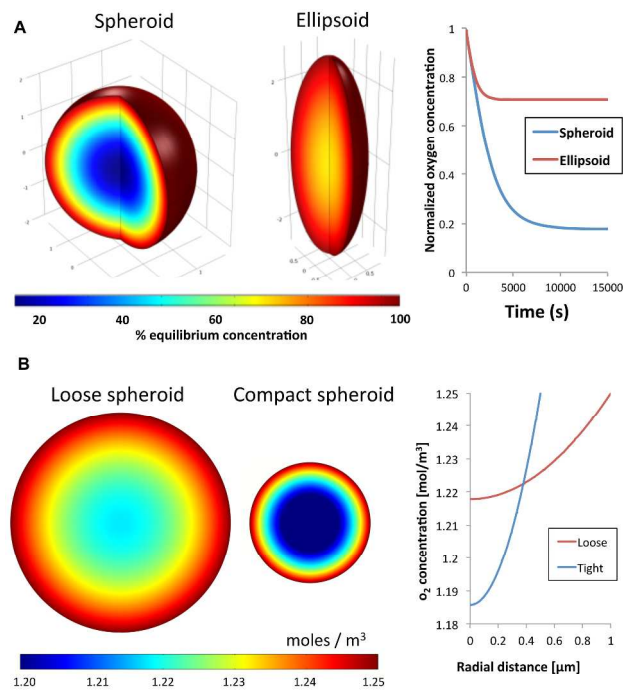 A
Spheroid
Ellipsoid
1
0.8
0.6
0.4
0.2
0
0
5000
10000
15000
Normalized oxygen concentration
Time (s)
Spheroid
Ellipsoid
20
40
60
80
100
% equilibrium concentration
B
Loose spheroid
Compact spheroid
1.25
1.24
1.23
1.22
1.21
1.2
1.19
1.18
0
0.2
0.4
0.6
0.8
1
o2 concentration [mol/m³]
Radial distance [µm]
Loose
Tight
moles / m³
1.20
1.21
1.22
1.23
1.24
1.25